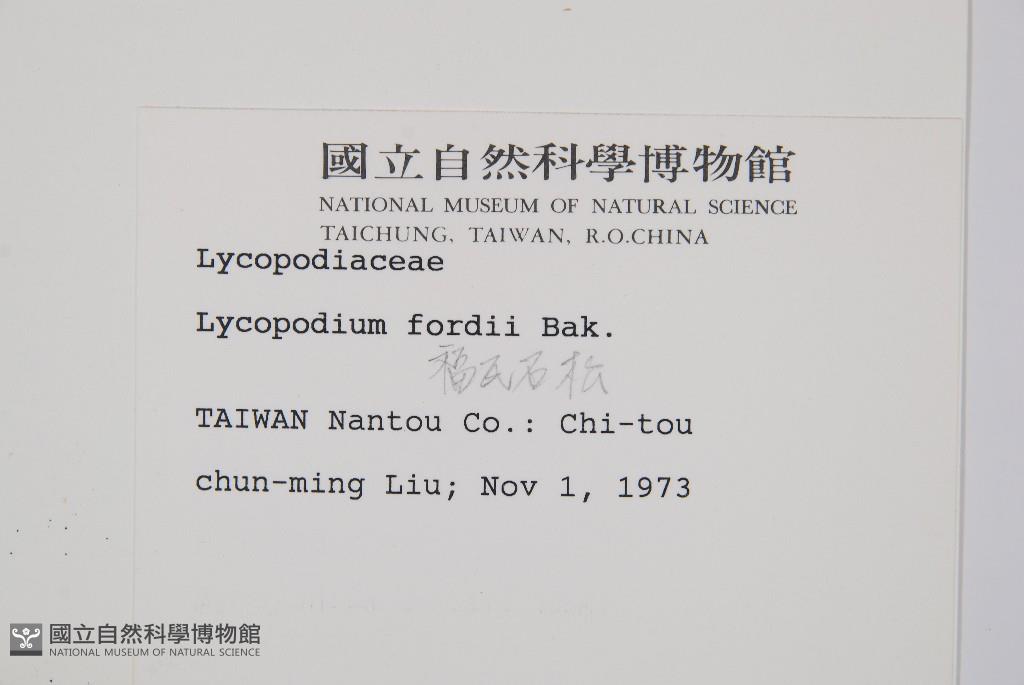 國立自然科學博物館
NATIONAL MUSEUM OF NATURAL SCIENCE
TAICHUNG, TAIWAN, R.O.CHINA
Lycopodiaceae
Lycopodium fordii Bak.
福氏石松
TAIWAN Nantou Co.: Chi-tou
chun-ming Liu; Nov 1, 1973
國立自然科學博物館
NATIONAL MUSEUM OF NATURAL SCIENCE